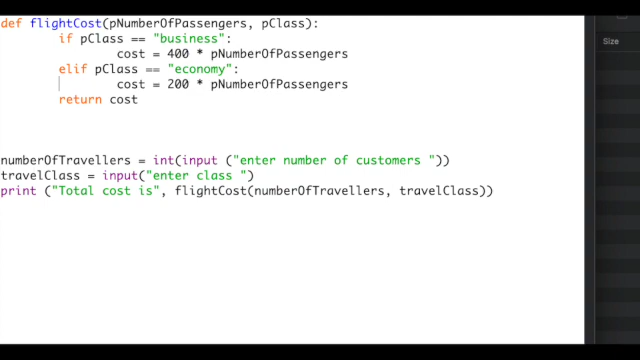 def flightCost(pNumberOfPassengers, pClass):
if pClass == "business":
cost = 400 * pNumberOfPassengers
elif pClass == "economy":
cost = 200 * pNumberOfPassengers
return cost
numberOfTravellers = int(input ("enter number of customers "))
travelClass = input("enter class ")
print ("Total cost is", flightCost(numberOfTravellers, travelClass))
Size